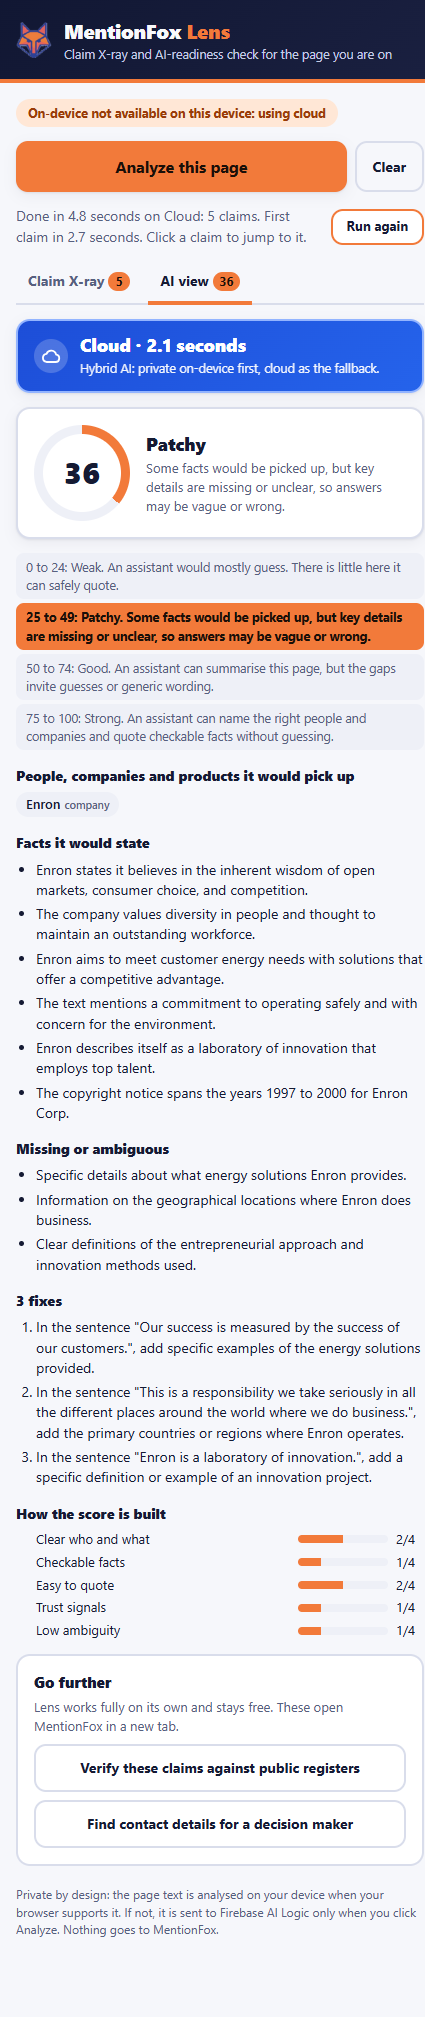 MentionFox Lens
Claim X-ray and AI-readiness check for the page you are on
On-device not available on this device: using cloud
Analyze this page
Clear
Done in 4.8 seconds on Cloud: 5 claims. First
claim in 2.7 seconds. Click a claim to jump to it.
Run again
Claim X-ray 5
AI view 36
Cloud · 2.1 seconds
Hybrid AI: private on-device first, cloud as the fallback.
36
Patchy
Some facts would be picked up, but key
details are missing or unclear, so answers
may be vague or wrong.
0 to 24: Weak. An assistant would mostly guess. There is little here it
can safely quote.
25 to 49: Patchy. Some facts would be picked up, but key details
are missing or unclear, so answers may be vague or wrong.
50 to 74: Good. An assistant can summarise this page, but the gaps
invite guesses or generic wording.
75 to 100: Strong. An assistant can name the right people and
companies and quote checkable facts without guessing.
People, companies and products it would pick up
Enron company
Facts it would state
• Enron states it believes in the inherent wisdom of open
markets, consumer choice, and competition.
• The company values diversity in people and thought to
maintain an outstanding workforce.
• Enron aims to meet customer energy needs with solutions that
offer a competitive advantage.
• The text mentions a commitment to operating safely and with
concern for the environment.
• Enron describes itself as a laboratory of innovation that
employs top talent.
• The copyright notice spans the years 1997 to 2000 for Enron
Corp.
Missing or ambiguous
• Specific details about what energy solutions Enron provides.
• Information on the geographical locations where Enron does
business.
• Clear definitions of the entrepreneurial approach and
innovation methods used.
3 fixes
1. In the sentence "Our success is measured by the success of
our customers.", add specific examples of the energy solutions
provided.
2. In the sentence "This is a responsibility we take seriously in all
the different places around the world where we do business.",
add the primary countries or regions where Enron operates.
3. In the sentence "Enron is a laboratory of innovation.", add a
specific definition or example of an innovation project.
How the score is built
Clear who and what 2/4
Checkable facts 1/4
Easy to quote 2/4
Trust signals 1/4
Low ambiguity 1/4
Go further
Lens works fully on its own and stays free. These open
MentionFox in a new tab.
Verify these claims against public registers
Find contact details for a decision maker
Private by design: the page text is analysed on your device when your
browser supports it. If not, it is sent to Firebase AI Logic only when you click
Analyze. Nothing goes to MentionFox.